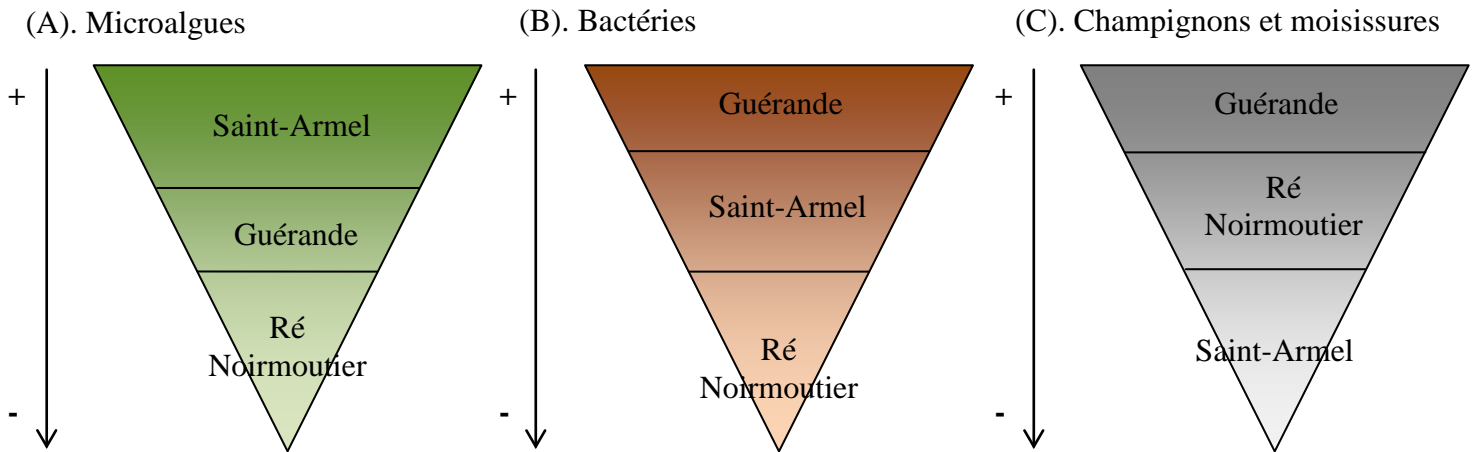 (A). Microalgues
+
Saint-Armel
Guérande
Ré
Noirmoutier
-
(B). Bactéries
+
Guérande
Saint-Armel
Ré
Noirmoutier
-
(C). Champignons et moisissures
+
Guérande
Ré
Noirmoutier
Saint-Armel
-